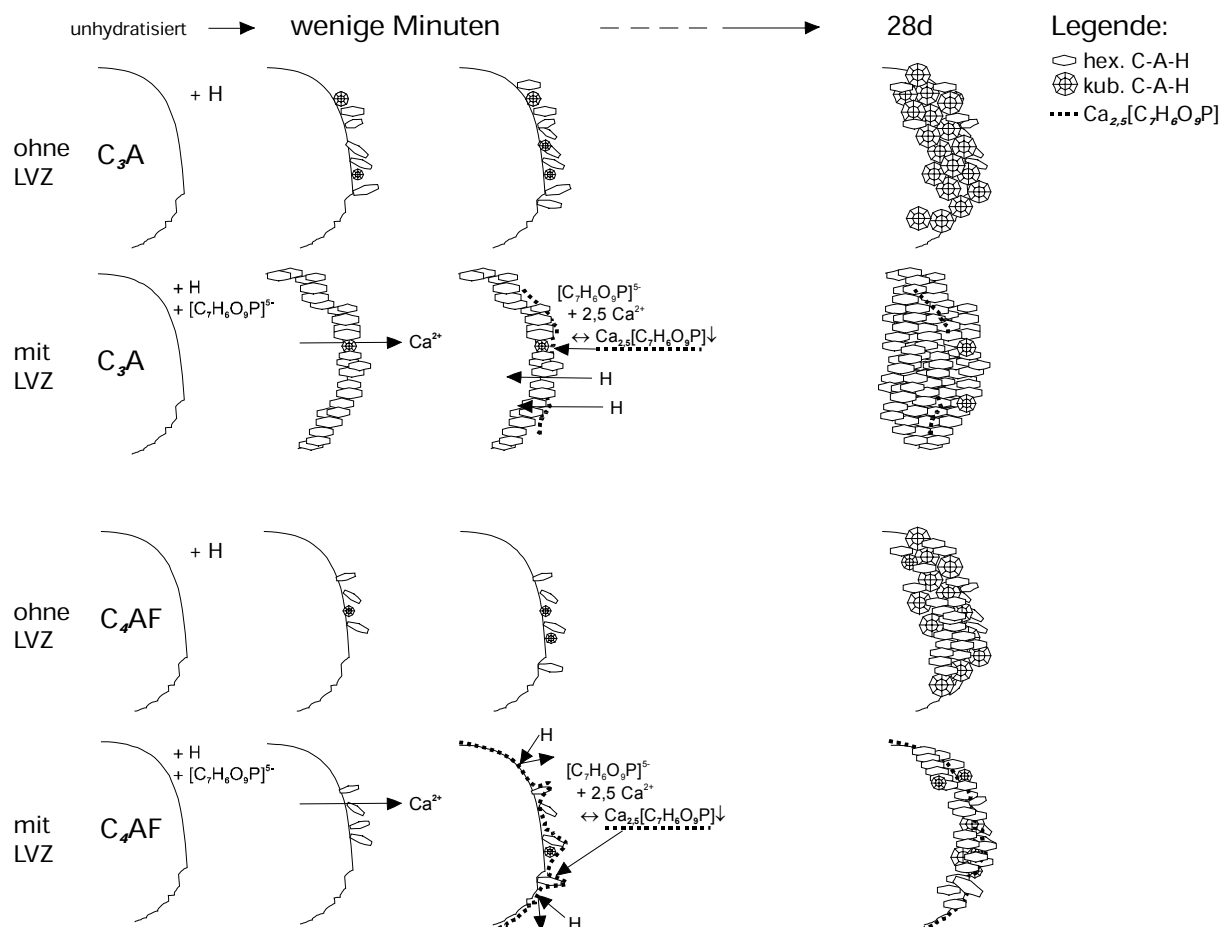 unhydratisiert wenige Minuten 28d Legende:
hex. C-A-H
kub. C-A-H
Ca2,5[C7H6O9P]
ohne LVZ
C3A
+ H
mit LVZ
C3A
+ H
+ [C7H6O9P]5-
Ca2+
[C7H6O9P]5-
+ 2,5 Ca2+
↔ Ca2,5[C7H6O9P]↓
H
H
ohne LVZ
C4AF
+ H
mit LVZ
C4AF
+ H
+ [C7H6O9P]5-
Ca2+
H
[C7H6O9P]5-
+ 2,5 Ca2+
↔ Ca2,5[C7H6O9P]↓
H